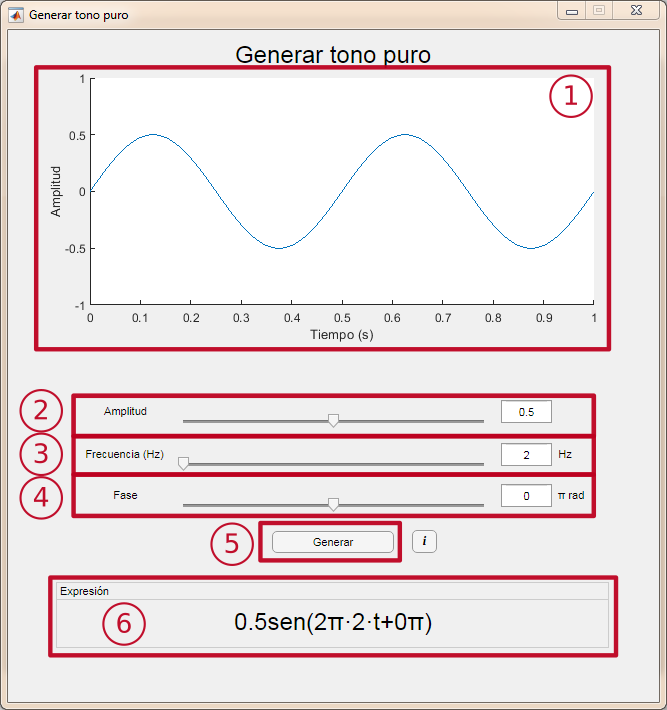 Generar tono puro
Generar tono puro
1
1
0.5
Amplitud
0
-0.5
-1
0 0.1 0.2 0.3 0.4 0.5 0.6 0.7 0.8 0.9 1
Tiempo (s)
2 Amplitud 0.5
3 Frecuencia (Hz) 2 Hz
4 Fase 0 π rad
5 Generar i
Expresión
6 0.5sen(2π·2·t+0π)